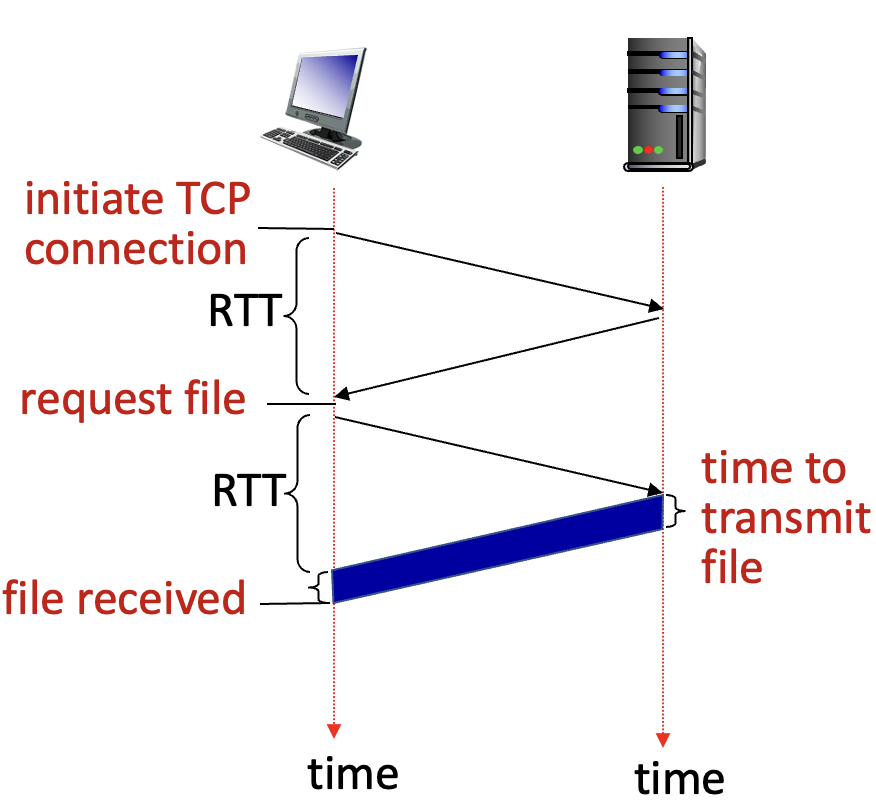 initiate TCP
connection
RTT
request file
RTT
time to
transmit
file
file received
time
time